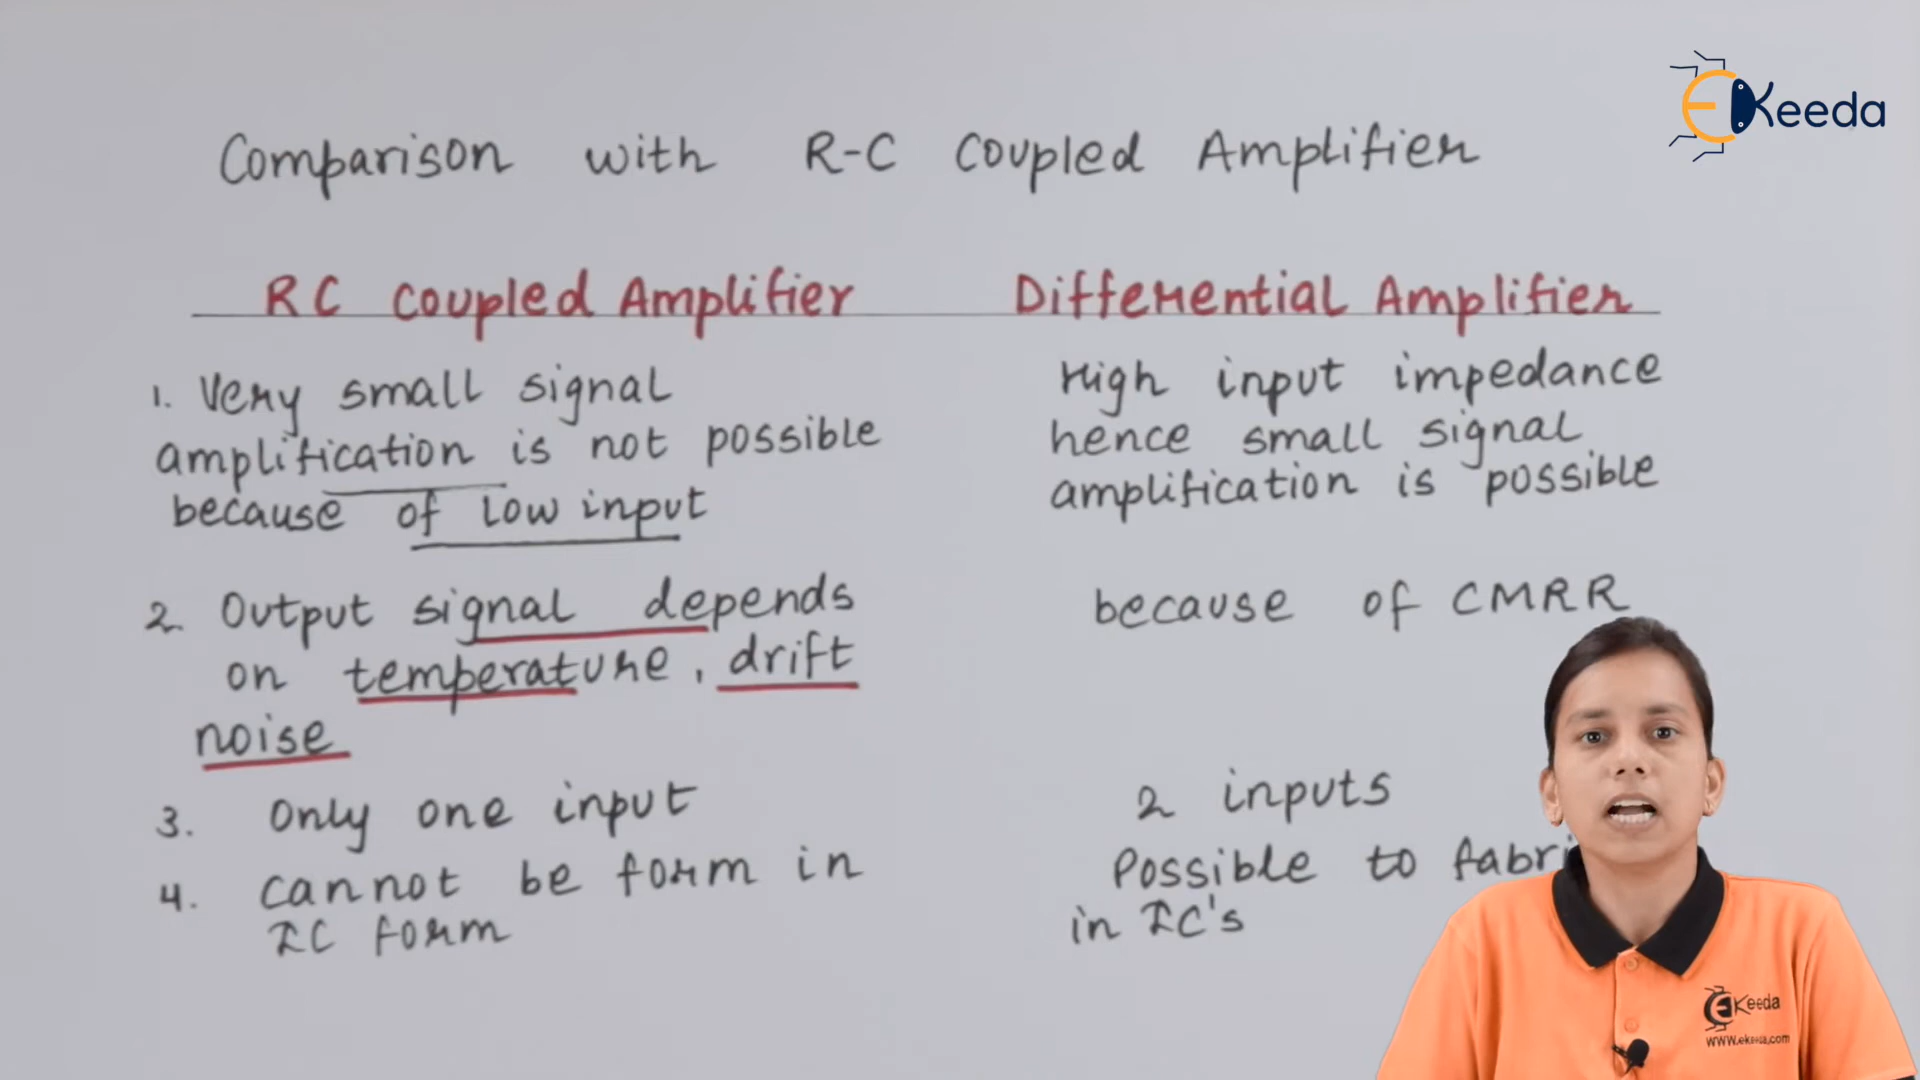 EKeeda
Comparison with R-C Coupled Amplifier
RC Coupled Amplifier
Differential Amplifier
1. Very small signal
amplification is not possible
because of low input
High input impedance
hence small signal
amplification is possible
2. Output signal depends
on temperature, drift
noise
because of CMRR
3. Only one input
2 inputs
4. cannot be form in
IC form
Possible to fabri
in IC's
EKeeda
www.ekeeda.com